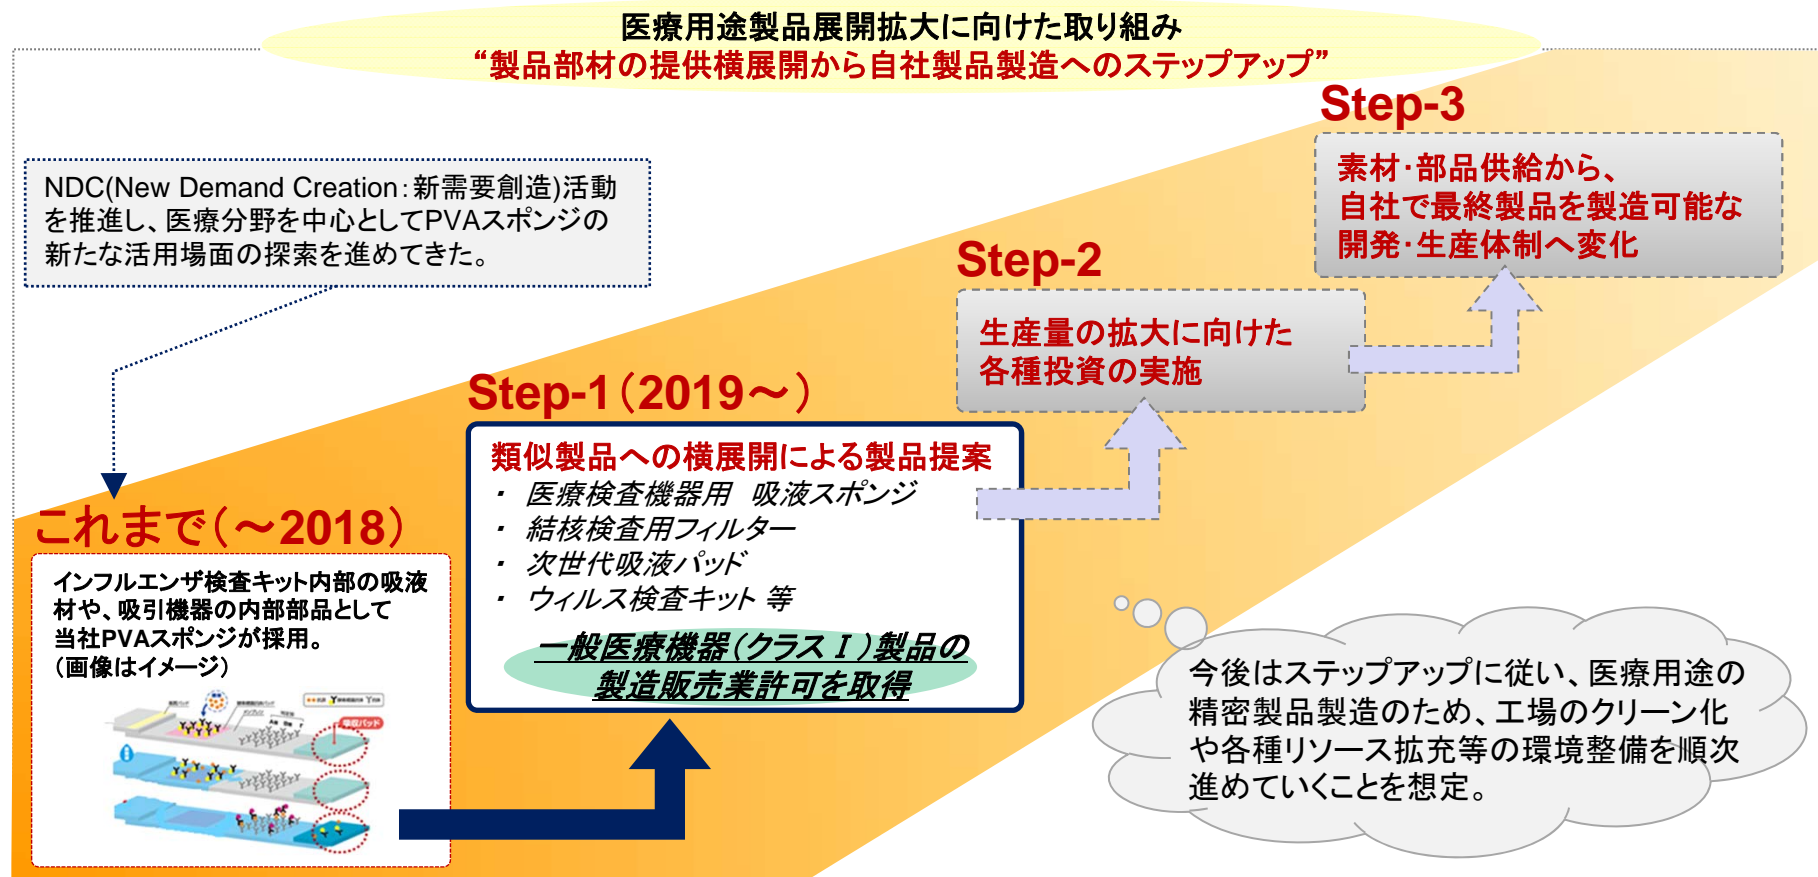 医療用途製品展開拡大に向けた取り組み
“製品部材の提供横展開から自社製品製造へのステップアップ”
NDC(New Demand Creation:新需要創造)活動
を推進し、医療分野を中心としてPVAスポンジの
新たな活用場面の探索を進めてきた。
これまで(～2018)
インフルエンザ検査キット内部の吸液
材や、吸引機器の内部部品として
当社PVAスポンジが採用。
(画像はイメージ)
吸収パッド
Step-1(2019～)
類似製品への横展開による製品提案
・ 医療検査機器用　吸液スポンジ
・ 結核検査用フィルター
・ 次世代吸液パッド
・ ウィルス検査キット 等
一般医療機器(クラスⅠ)製品の
製造販売業許可を取得
Step-2
生産量の拡大に向けた
各種投資の実施
Step-3
素材・部品供給から、
自社で最終製品を製造可能な
開発・生産体制へ変化
今後はステップアップに従い、医療用途の
精密製品製造のため、工場のクリーン化
や各種リソース拡充等の環境整備を順次
進めていくことを想定。